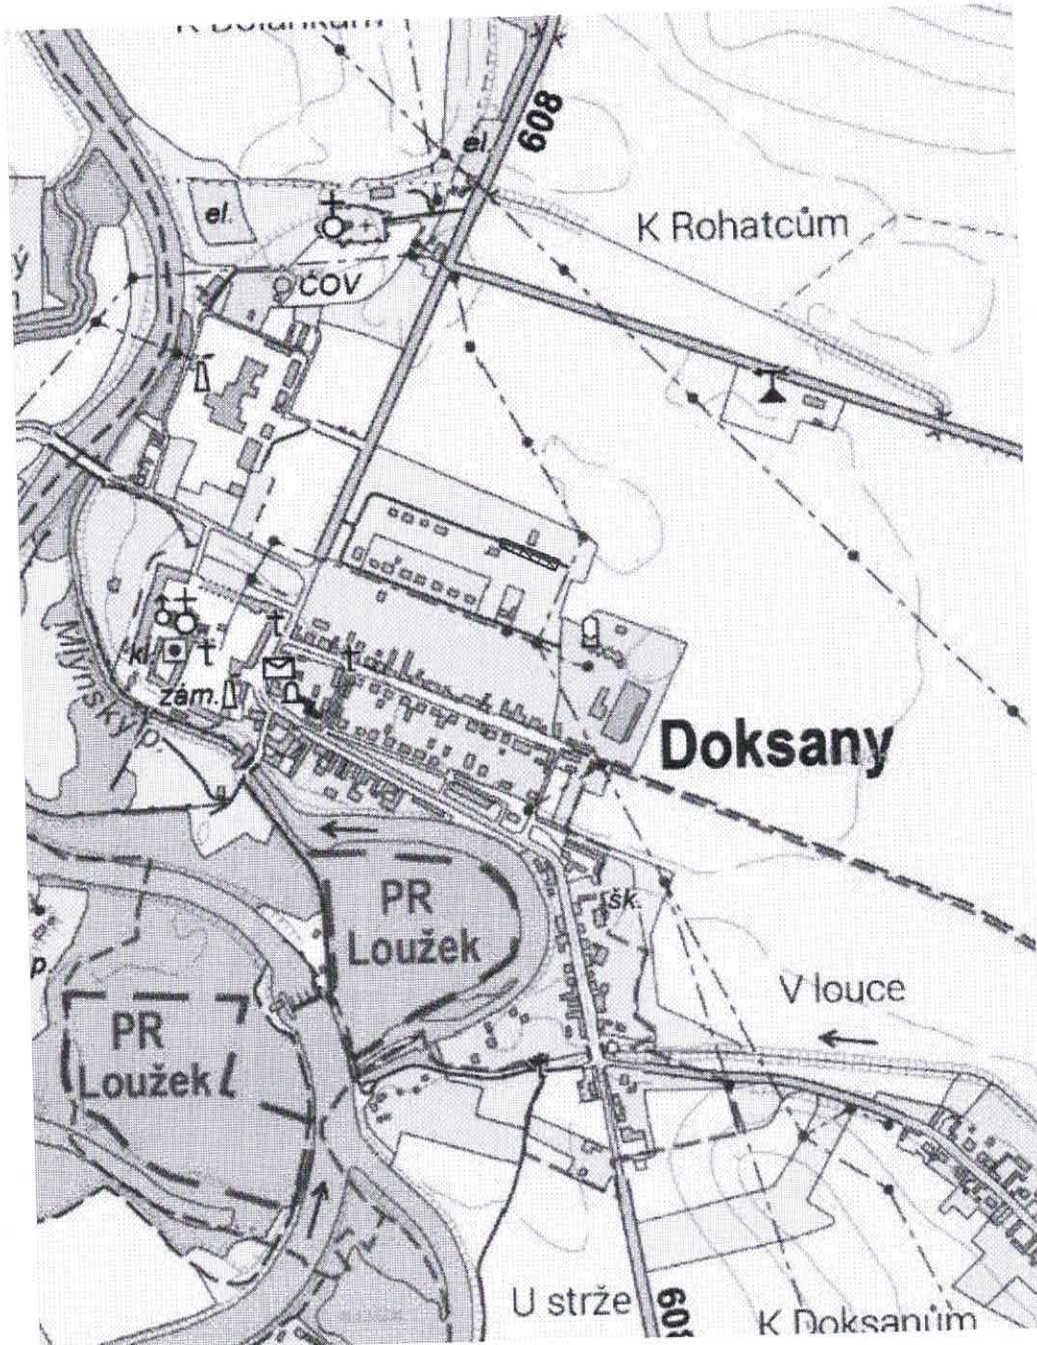 608
el.
el.
K Rohatcům
ČOV
Mlýnský
kl.
zám.
Doksany
PR
Loužek
šk.
p.
V louce
PR
Loužek
U strže
K Doksanům